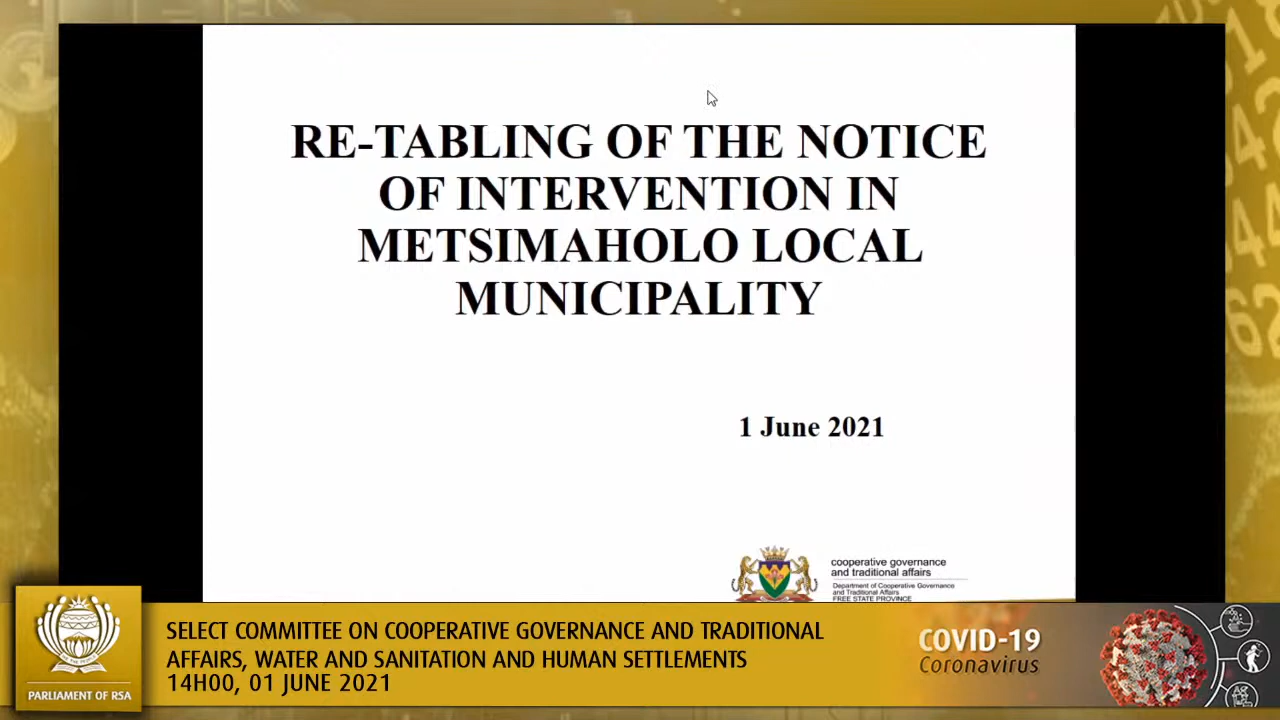 RE-TABLING OF THE NOTICE
OF INTERVENTION IN
METSIMAHOLO LOCAL
MUNICIPALITY
1 June 2021
cooperative governance
and traditional affairs
Department of Cooperative Governance
and Traditional Affairs
FREE STATE PROVINCE
SELECT COMMITTEE ON COOPERATIVE GOVERNANCE AND TRADITIONAL
AFFAIRS, WATER AND SANITATION AND HUMAN SETTLEMENTS
14H00, 01 JUNE 2021
PARLIAMENT OF RSA
COVID-19
Coronavirus